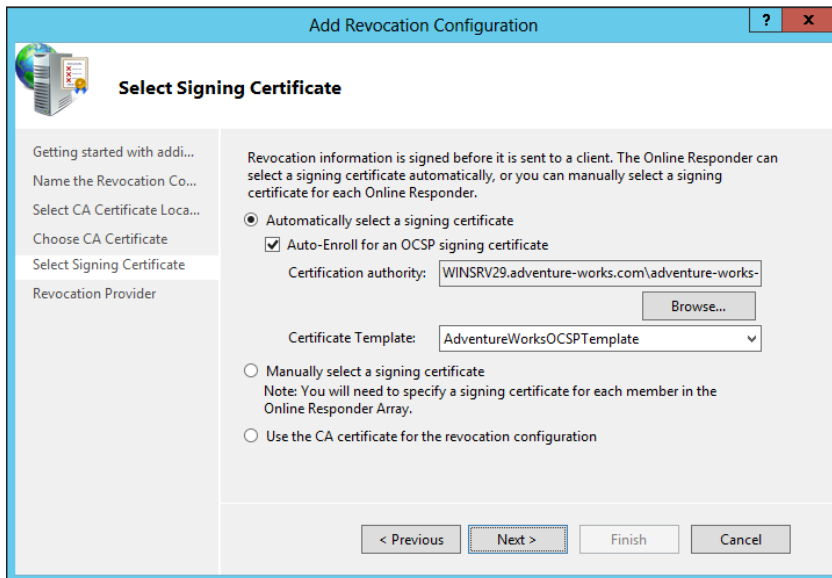 Add Revocation Configuration
?
x
Select Signing Certificate
Getting started with addi...
Name the Revocation Co...
Select CA Certificate Loca...
Choose CA Certificate
Select Signing Certificate
Revocation Provider
Revocation information is signed before it is sent to a client. The Online Responder can
select a signing certificate automatically, or you can manually select a signing
certificate for each Online Responder.
Automatically select a signing certificate
Auto-Enroll for an OCSP signing certificate
Certification authority: WINSRV29.adventure-works.com\adventure-works-
Browse...
Certificate Template: AdventureWorksOCSPTemplate
Manually select a signing certificate
Note: You will need to specify a signing certificate for each member in the
Online Responder Array.
Use the CA certificate for the revocation configuration
< Previous Next > Finish Cancel